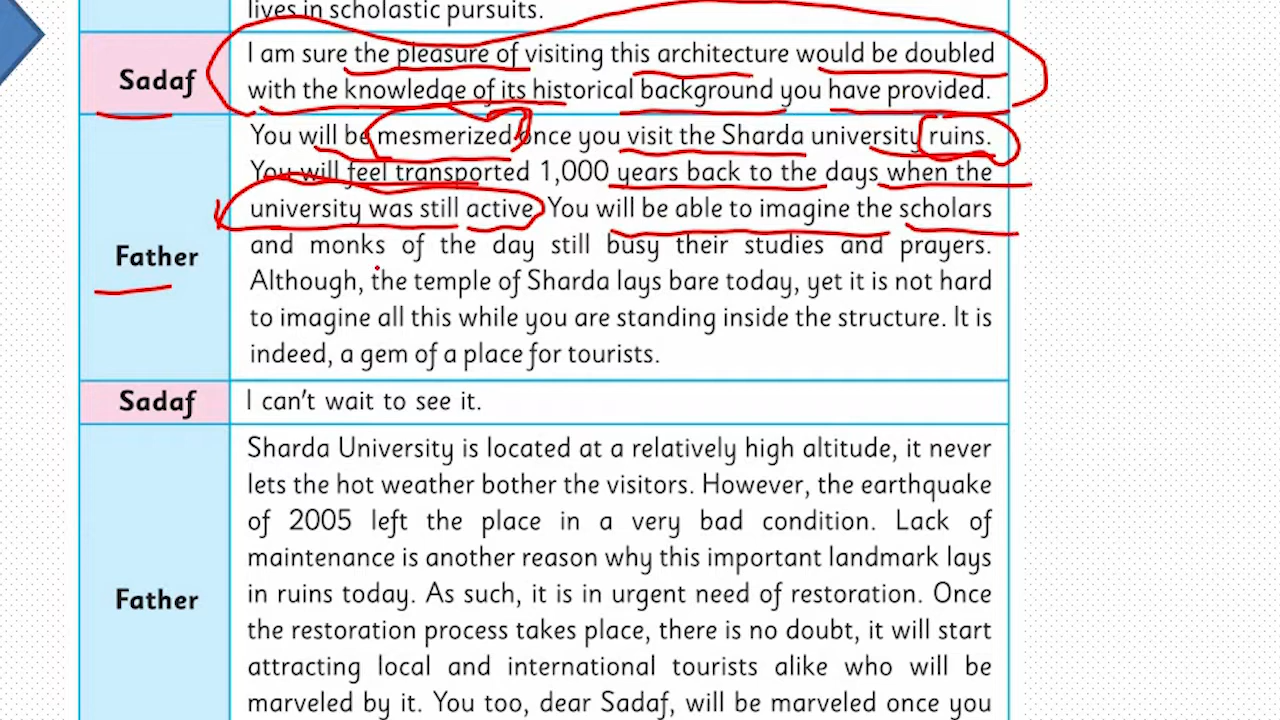 lives in scholastic pursuits.
Sadaf
I am sure the pleasure of visiting this architecture would be doubled
with the knowledge of its historical background you have provided.
Father
You will be mesmerized once you visit the Sharda university ruins.
You will feel transported 1,000 years back to the days when the
university was still active. You will be able to imagine the scholars
and monks of the day still busy their studies and prayers.
Although, the temple of Sharda lays bare today, yet it is not hard
to imagine all this while you are standing inside the structure. It is
indeed, a gem of a place for tourists.
Sadaf
I can't wait to see it.
Father
Sharda University is located at a relatively high altitude, it never
lets the hot weather bother the visitors. However, the earthquake
of 2005 left the place in a very bad condition. Lack of
maintenance is another reason why this important landmark lays
in ruins today. As such, it is in urgent need of restoration. Once
the restoration process takes place, there is no doubt, it will start
attracting local and international tourists alike who will be
marveled by it. You too, dear Sadaf, will be marveled once you